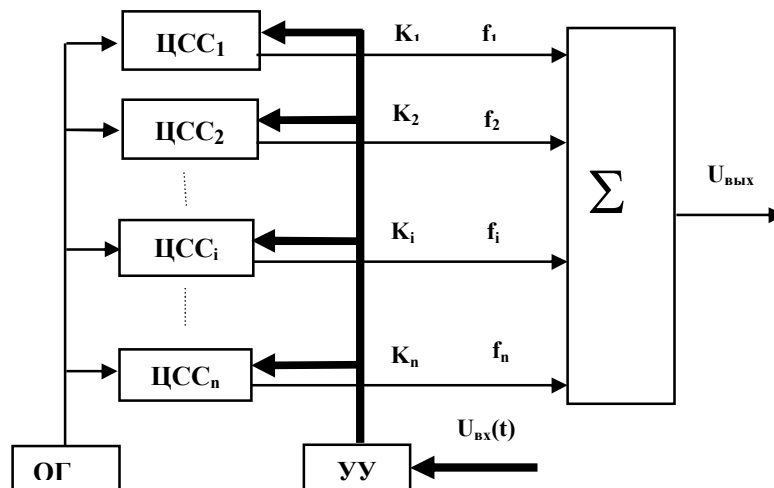 ЦСС₁ K₁ f₁
ЦСС₂ K₂ f₂
Uвых
Σ
ЦССᵢ Kᵢ fᵢ
ЦССₙ Kₙ fₙ
Uвх(t)
ОГ УУ